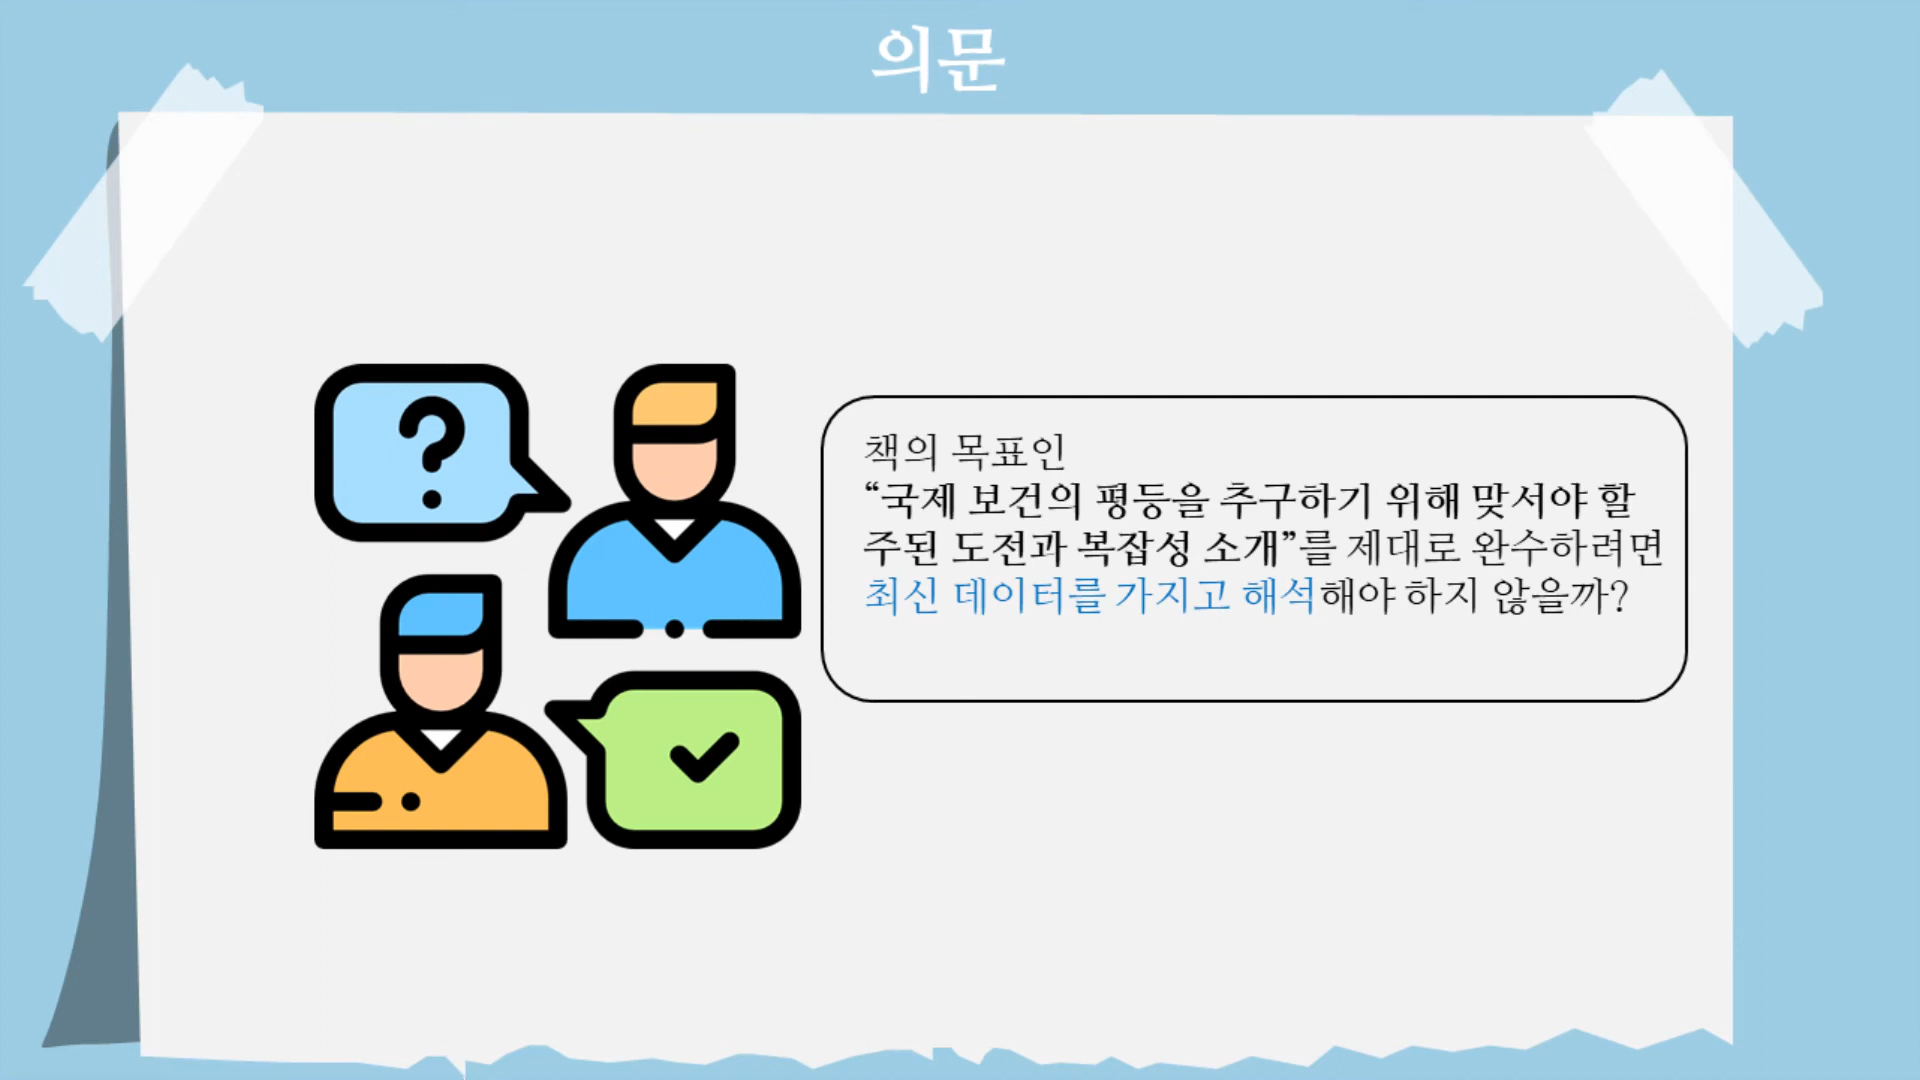 의문
책의 목표인
“국제 보건의 평등을 추구하기 위해 맞서야 할
주된 도전과 복잡성 소개”를 제대로 완수하려면
최신 데이터를 가지고 해석해야 하지 않을까?